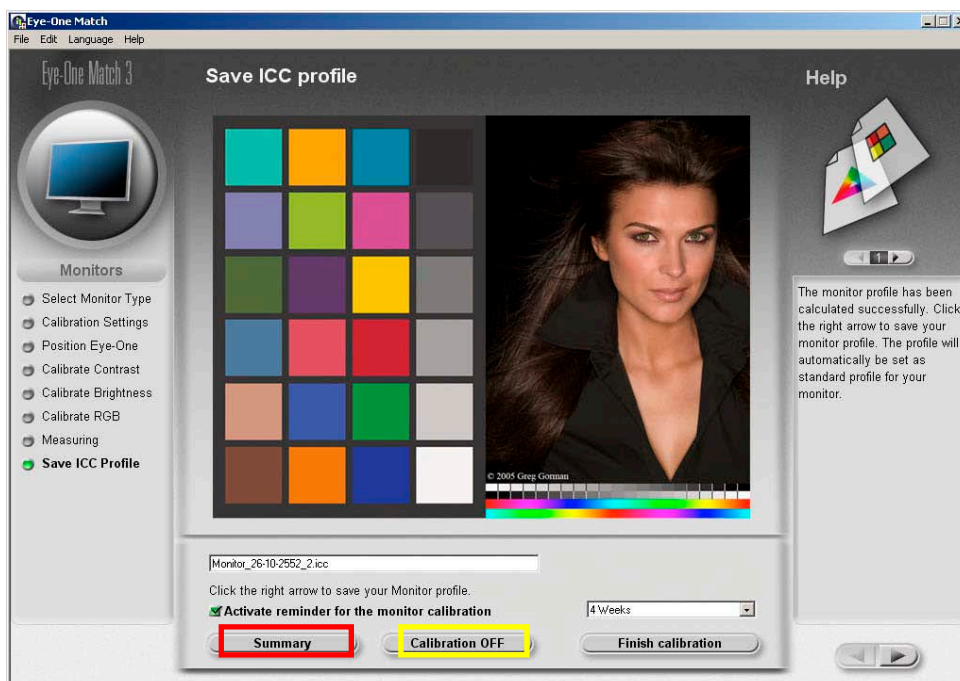 Eye-One Match
File Edit Language Help
Eye-One Match 3
Save ICC profile
Help
Monitors
Select Monitor Type
Calibration Settings
Position Eye-One
Calibrate Contrast
Calibrate Brightness
Calibrate RGB
Measuring
Save ICC Profile
© 2005 Greg Gorman
1
The monitor profile has been
calculated successfully. Click
the right arrow to save your
monitor profile. The profile will
automatically be set as
standard profile for your
monitor.
Monitor_26-10-2552_2.icc
Click the right arrow to save your Monitor profile.
Activate reminder for the monitor calibration
4 Weeks
Summary
Calibration OFF
Finish calibration